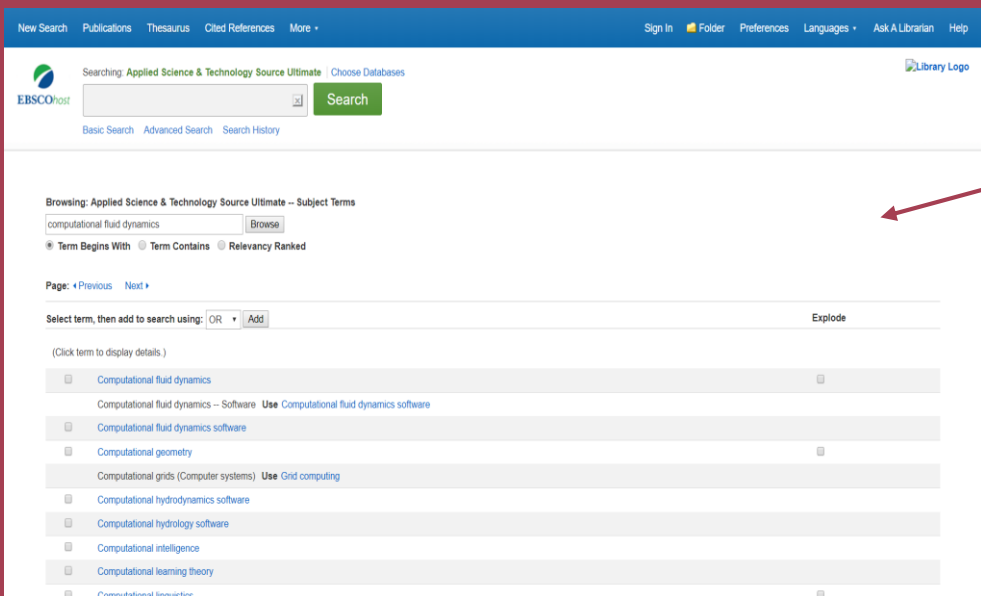 New Search Publications Thesaurus Cited References More Sign In Folder Preferences Languages Ask A Librarian Help
Searching: Applied Science & Technology Source Ultimate Choose Databases
Library Logo
EBSCOhost
x
Search
Basic Search Advanced Search Search History
Browsing: Applied Science & Technology Source Ultimate -- Subject Terms
computational fluid dynamics Browse
Term Begins With Term Contains Relevancy Ranked
Page: Previous Next
Select term, then add to search using: OR Add Explode
(Click term to display details.)
Computational fluid dynamics
Computational fluid dynamics -- Software Use Computational fluid dynamics software
Computational fluid dynamics software
Computational geometry
Computational grids (Computer systems) Use Grid computing
Computational hydrodynamics software
Computational hydrology software
Computational intelligence
Computational learning theory
Computational linguistics